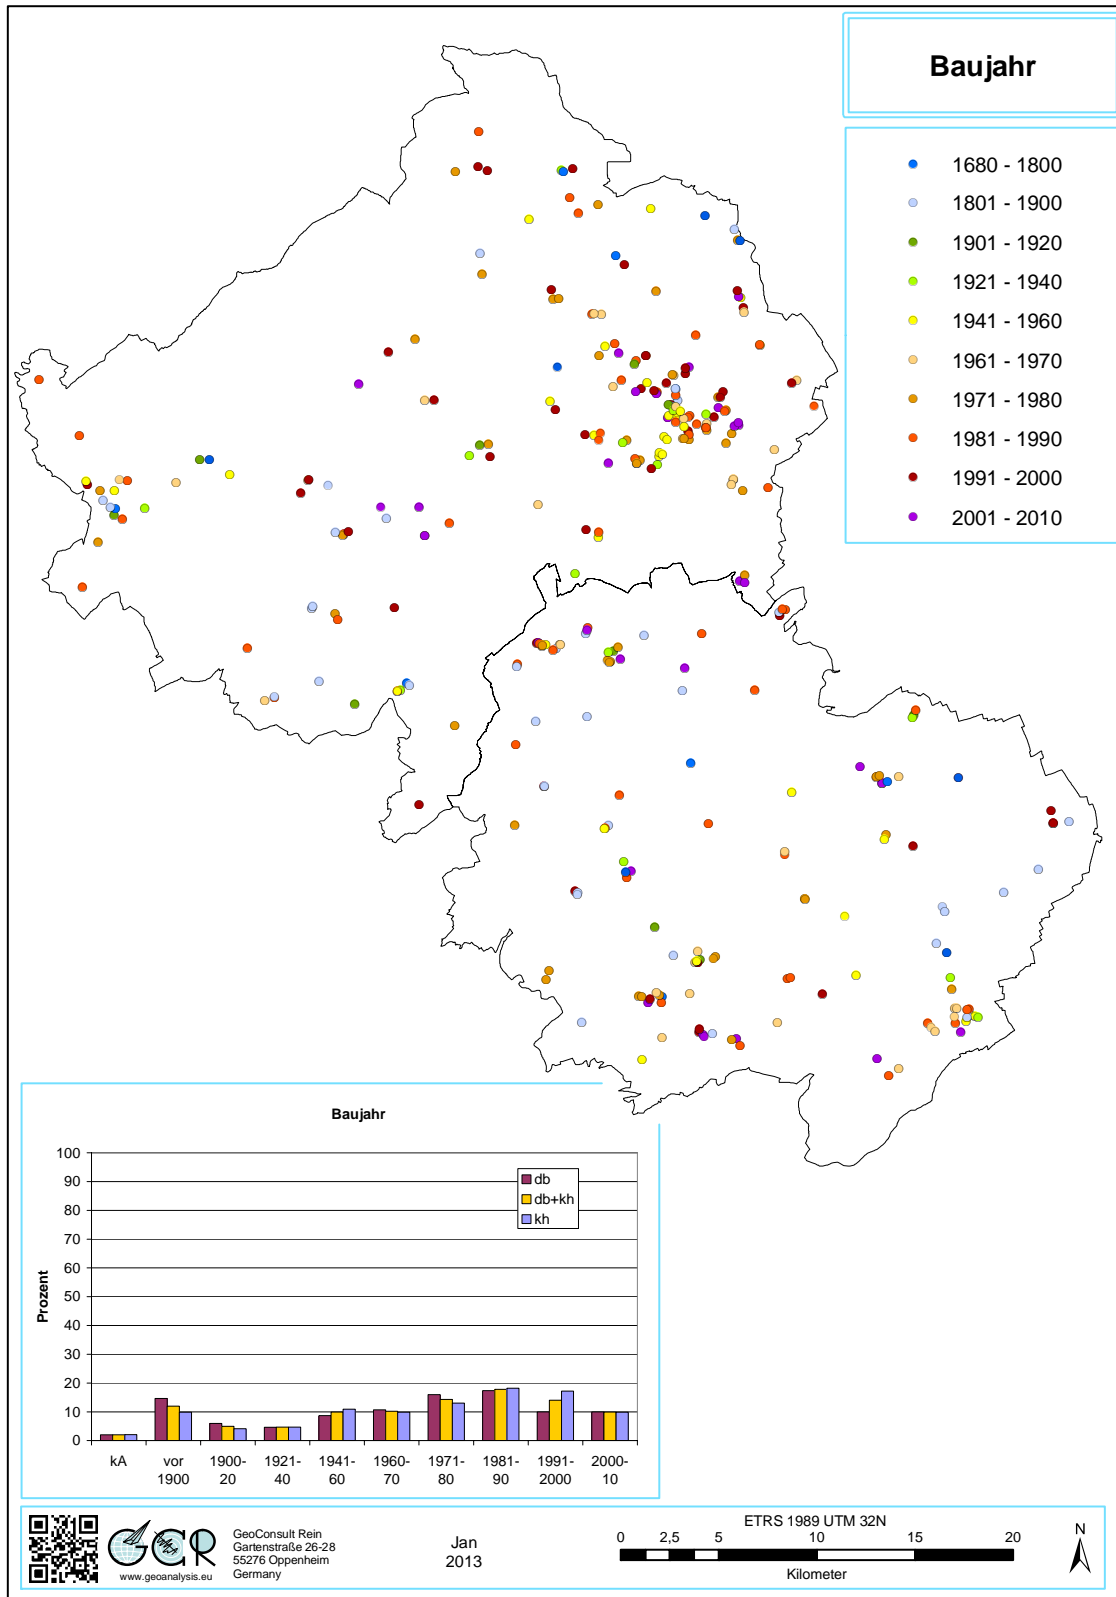 Baujahr
1680 - 1800
1801 - 1900
1901 - 1920
1921 - 1940
1941 - 1960
1961 - 1970
1971 - 1980
1981 - 1990
1991 - 2000
2001 - 2010
Baujahr
Prozent
100
90
80
70
60
50
40
30
20
10
0
db
db+kh
kh
kA
vor 1900
1900-20
1921-40
1941-60
1960-70
1971-80
1981-90
1991-2000
2000-10
GCR
www.geoanalysis.eu
GeoConsult Rein
Gartenstraße 26-28
55276 Oppenheim
Germany
Jan
2013
ETRS 1989 UTM 32N
0 2,5 5 10 15 20
Kilometer
N